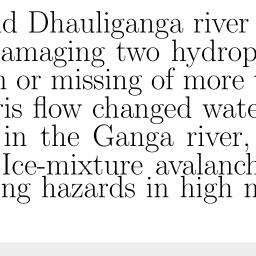 d Dhauliganga river
amaging two hydrop
n or missing of more
ris flow changed wate
in the Ganga river,
Ice-mixture avalanch
ng hazards in high